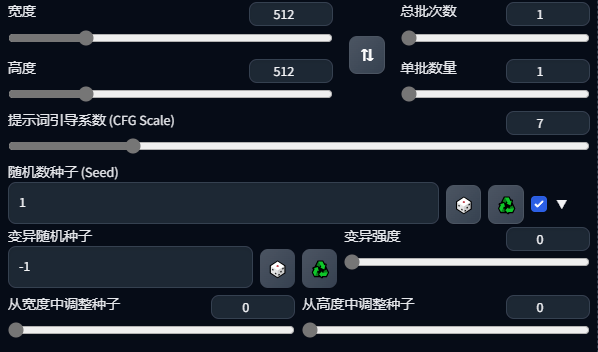 宽度 512 总批次数 1
高度 512 单批数量 1
提示词引导系数 (CFG Scale) 7
随机数种子 (Seed)
1
变异随机种子 变异强度 0
-1
从宽度中调整种子 0 从高度中调整种子 0